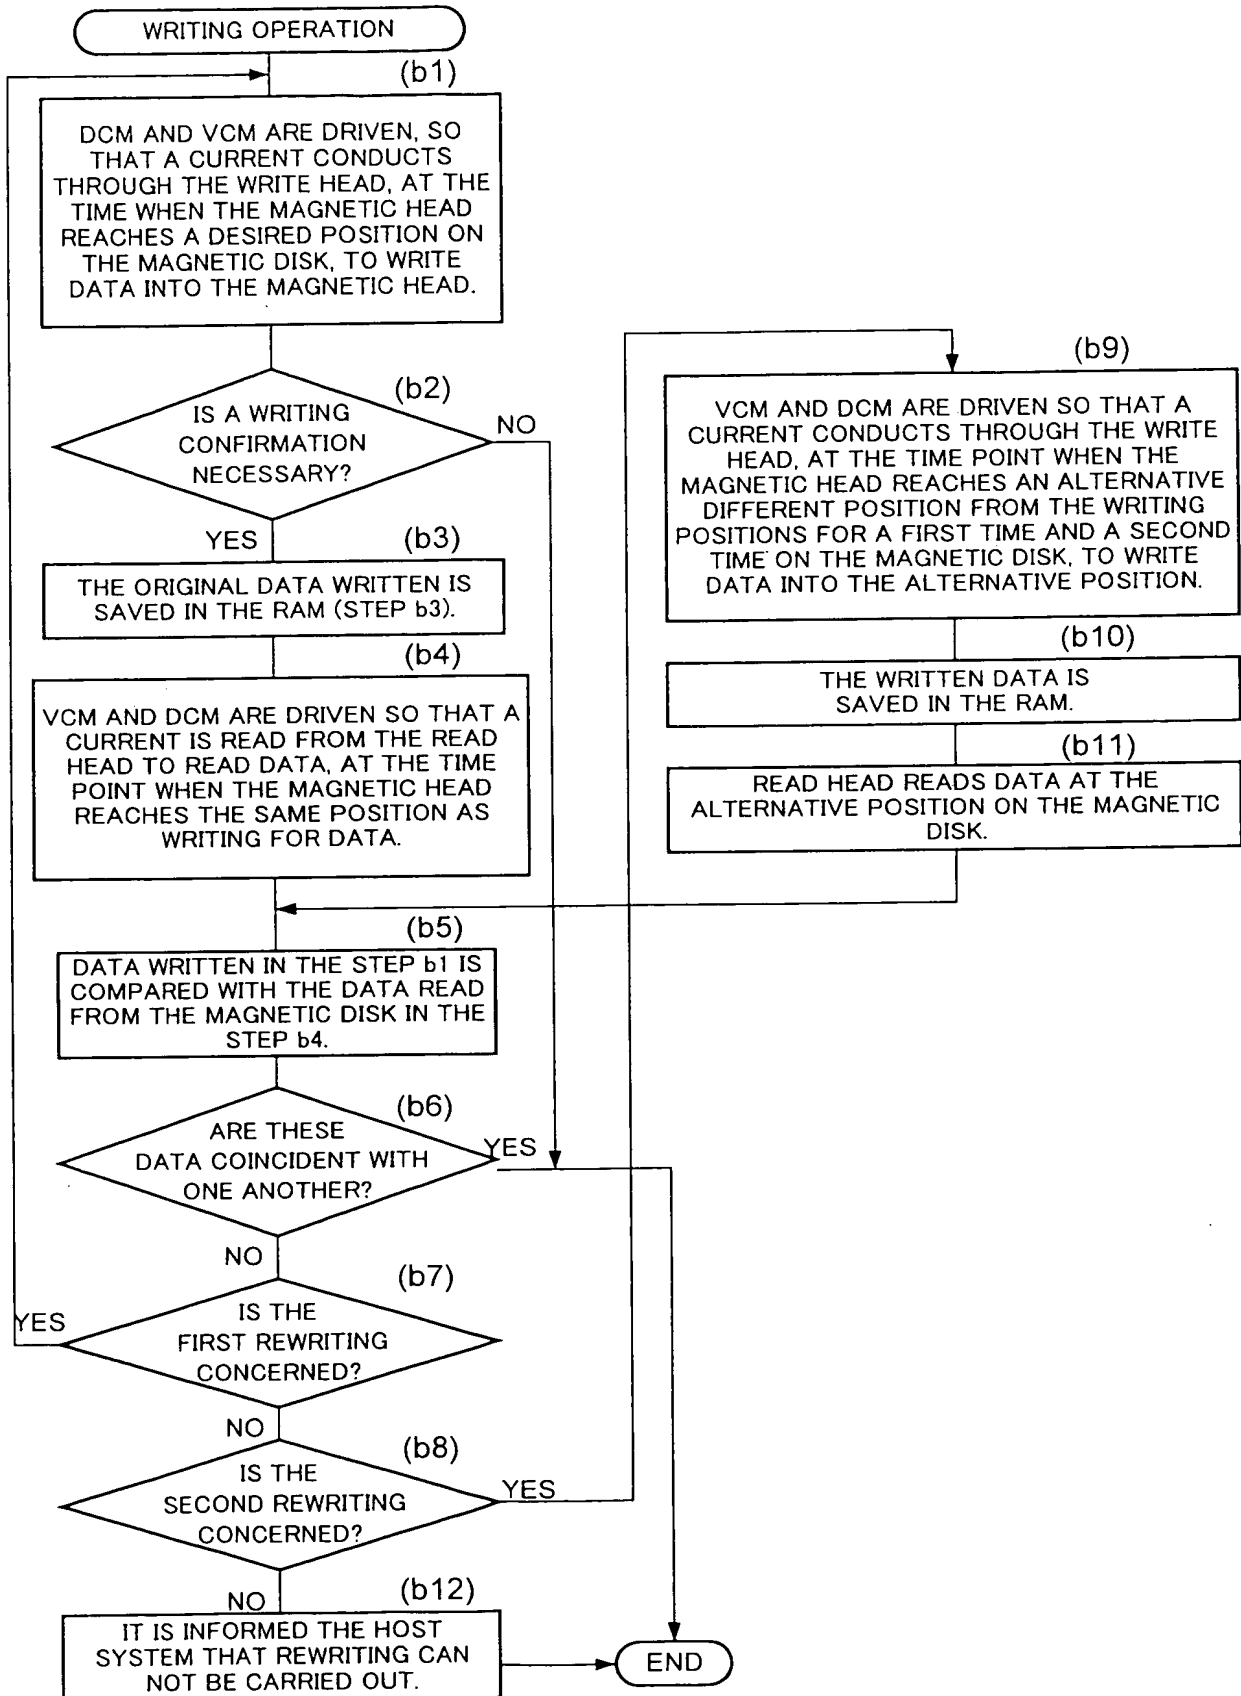 WRITING OPERATION
(b1)
DCM AND VCM ARE DRIVEN, SO
THAT A CURRENT CONDUCTS
THROUGH THE WRITE HEAD, AT THE
TIME WHEN THE MAGNETIC HEAD
REACHES A DESIRED POSITION ON
THE MAGNETIC DISK, TO WRITE
DATA INTO THE MAGNETIC HEAD.
(b2)
IS A WRITING
CONFIRMATION
NECESSARY?
NO
YES
(b3)
THE ORIGINAL DATA WRITTEN IS
SAVED IN THE RAM (STEP b3).
(b4)
VCM AND DCM ARE DRIVEN SO THAT A
CURRENT IS READ FROM THE READ
HEAD TO READ DATA, AT THE TIME
POINT WHEN THE MAGNETIC HEAD
REACHES THE SAME POSITION AS
WRITING FOR DATA.
(b5)
DATA WRITTEN IN THE STEP b1 IS
COMPARED WITH THE DATA READ
FROM THE MAGNETIC DISK IN THE
STEP b4.
(b6)
ARE THESE
DATA COINCIDENT WITH
ONE ANOTHER?
YES
NO
(b7)
IS THE
FIRST REWRITING
CONCERNED?
YES
NO
(b8)
IS THE
SECOND REWRITING
CONCERNED?
YES
NO
(b9)
VCM AND DCM ARE DRIVEN SO THAT A
CURRENT CONDUCTS THROUGH THE WRITE
HEAD, AT THE TIME POINT WHEN THE
MAGNETIC HEAD REACHES AN ALTERNATIVE
DIFFERENT POSITION FROM THE WRITING
POSITIONS FOR A FIRST TIME AND A SECOND
TIME ON THE MAGNETIC DISK, TO WRITE
DATA INTO THE ALTERNATIVE POSITION.
(b10)
THE WRITTEN DATA IS
SAVED IN THE RAM.
(b11)
READ HEAD READS DATA AT THE
ALTERNATIVE POSITION ON THE MAGNETIC
DISK.
(b12)
IT IS INFORMED THE HOST
SYSTEM THAT REWRITING CAN
NOT BE CARRIED OUT.
END